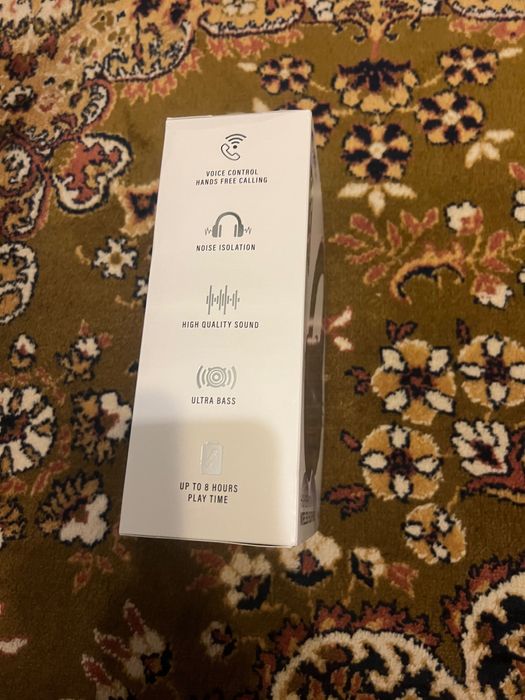 VOICE CONTROL
HANDS FREE CALLING
NOISE ISOLATION
HIGH QUALITY SOUND
ULTRA BASS
UP TO 8 HOURS
PLAY TIME